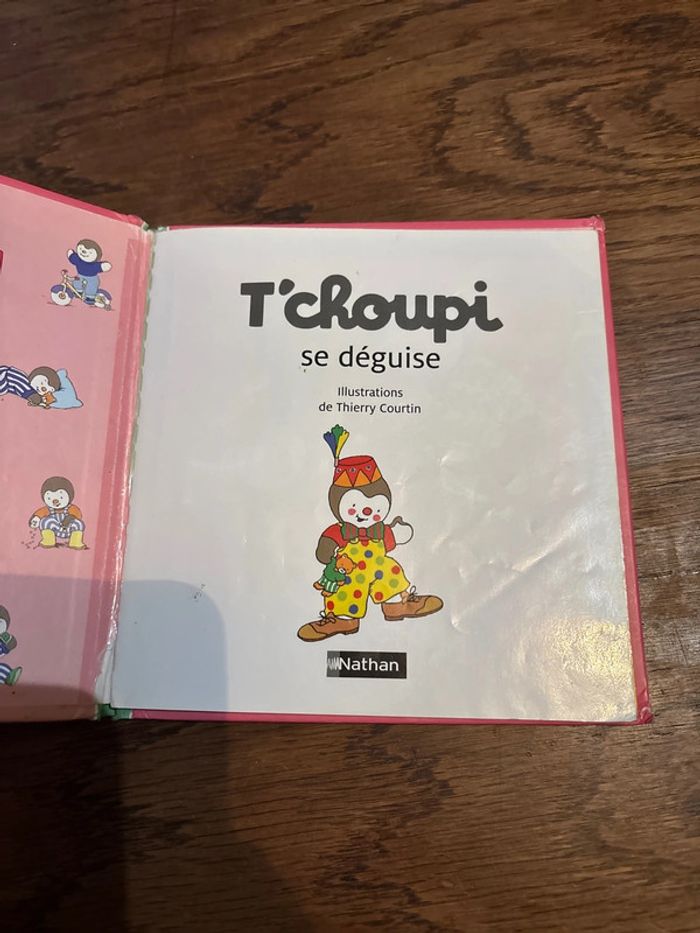 T'choupi
se déguise
Illustrations
de Thierry Courtin
Nathan